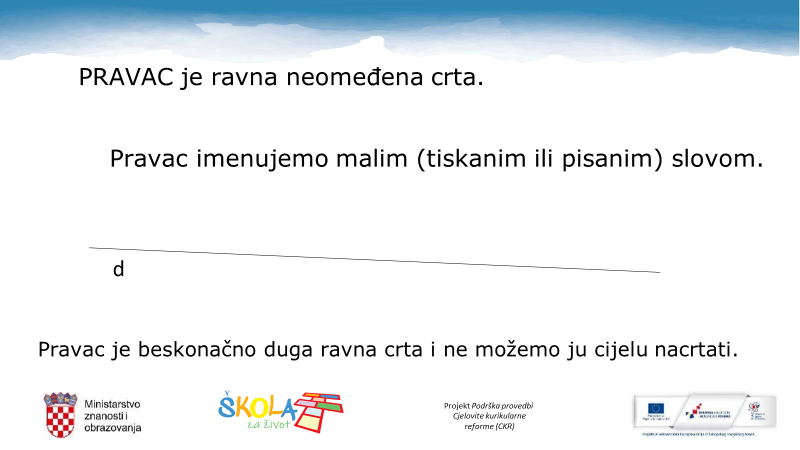 PRAVAC je ravna neomeđena crta.
Pravac imenujemo malim (tiskanim ili pisanim) slovom.
d
Pravac je beskonačno duga ravna crta i ne možemo ju cijelu nacrtati.
Ministarstvo
znanosti i
obrazovanja
ŠKOLA
za život
Projekt Podrška provedbi
Cjelovite kurikularne
reforme (CKR)